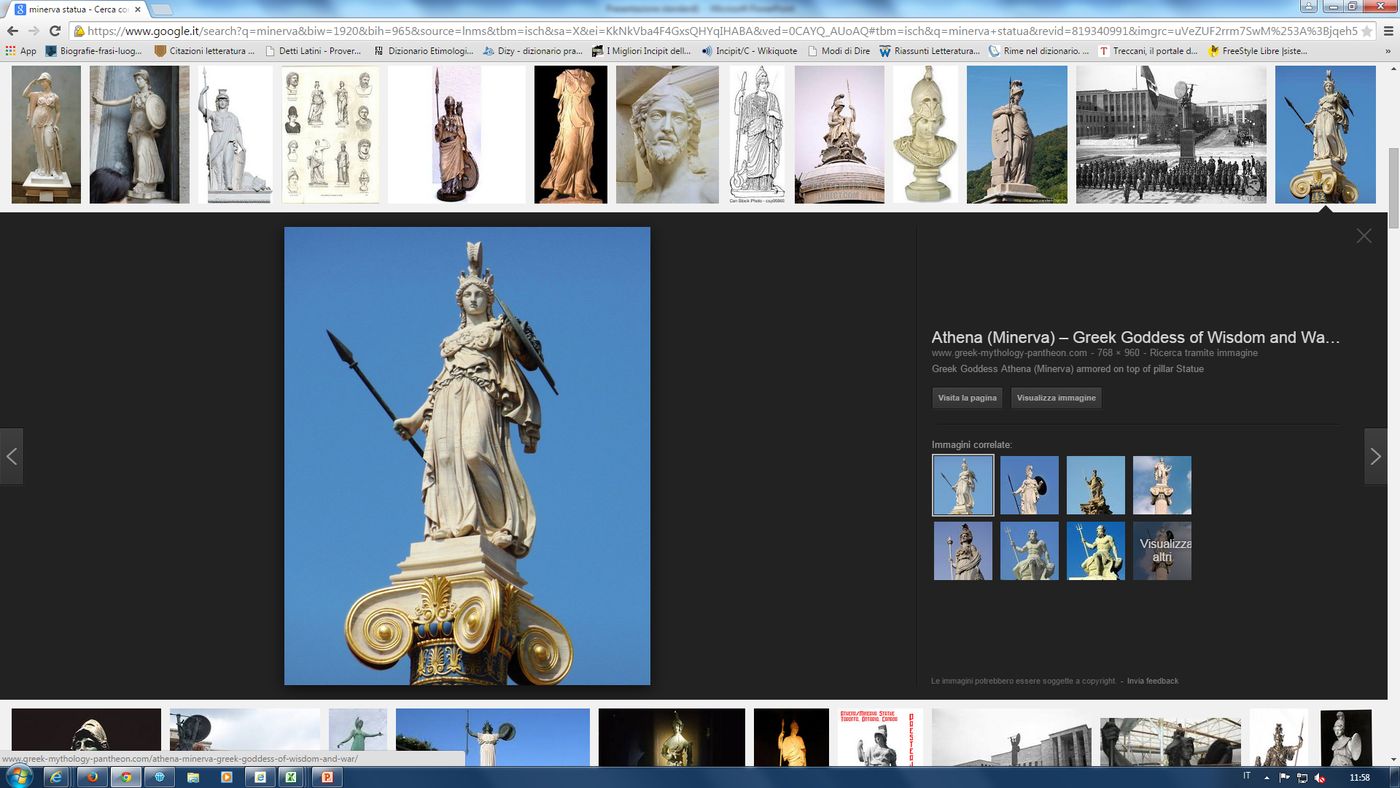 minerva statua - Cerca co
https://www.google.it/search?q=minerva&biw=1920&bih=965&source=lnms&tbm=isch&sa=X&ei=KkNkVba4F4GxsQHYqIHABA&ved=0CAYQ_AUoAQ#tbm=isch&q=minerva+statua&revid=819340991&imgrc=uVeZUF2rrm7SwM%253A%3Bjqeh5
App
Biografie-frasi-luog...
Citazioni letteratura ...
Detti Latini - Prover...
Dizionario Etimologi...
Dizy - dizionario pra...
I Migliori Incipit dell...
Incipit/C - Wikiquote
Modi di Dire
Riassunti Letteratura...
Rime nel dizionario. ...
Treccani, il portale d...
FreeStyle Libre |siste...
»
Athena (Minerva) – Greek Goddess of Wisdom and Wa...
www.greek-mythology-pantheon.com - 768 × 960 - Ricerca tramite immagine
Greek Goddess Athena (Minerva) armored on top of pillar Statue
Visita la pagina
Visualizza immagine
Immagini correlate:
Visualizza
altri
Le immagini potrebbero essere soggette a copyright. - Invia feedback
Athena/Minerva Statue
Toronto, Ontario, Canada
www.greek-mythology-pantheon.com/athena-minerva-greek-goddess-of-wisdom-and-war/
IT
11:58